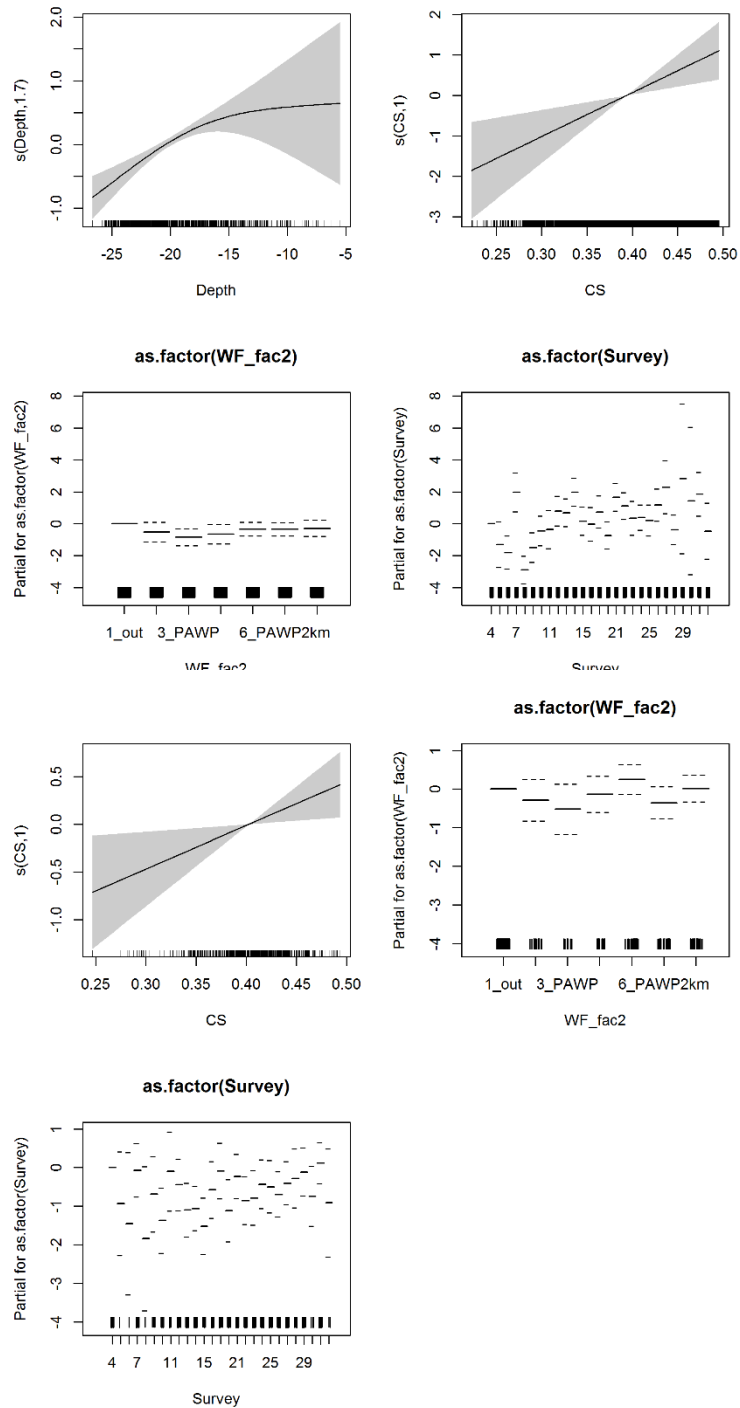 s(Depth,1.7)
2.0
1.0
0.0
-1.0
-25 -20 -15 -10 -5
Depth
s(CS,1)
2
1
0
-1
-2
-3
0.25 0.30 0.35 0.40 0.45 0.50
CS
as.factor(WF_fac2)
Partial for as.factor(WF_fac2)
8
6
4
2
0
-2
-4
1_out 3_PAWP 6_PAWP2km
WF_fac2
as.factor(Survey)
Partial for as.factor(Survey)
8
6
4
2
0
-2
-4
4 7 11 15 21 25 29
Survey
s(CS,1)
0.5
0.0
-0.5
-1.0
0.25 0.30 0.35 0.40 0.45 0.50
CS
as.factor(WF_fac2)
Partial for as.factor(WF_fac2)
1
0
-1
-2
-3
-4
1_out 3_PAWP 6_PAWP2km
WF_fac2
as.factor(Survey)
Partial for as.factor(Survey)
1
0
-1
-2
-3
-4
4 7 11 15 21 25 29
Survey